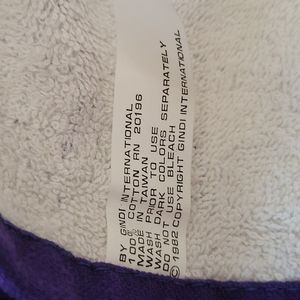 BY GINDI INTERNATIONAL
100% COTTON RN 20196
MADE IN TAIWAN
WASH PRIOR TO USE
WASH DARK COLORS SEPARATELY
DO NOT USE BLEACH
© 1982 COPYRIGHT GINDI INTERNATIONAL